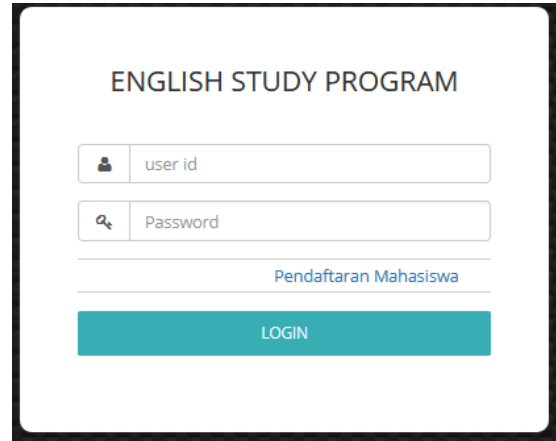 ENGLISH STUDY PROGRAM
user id
Password
Pendaftaran Mahasiswa
LOGIN